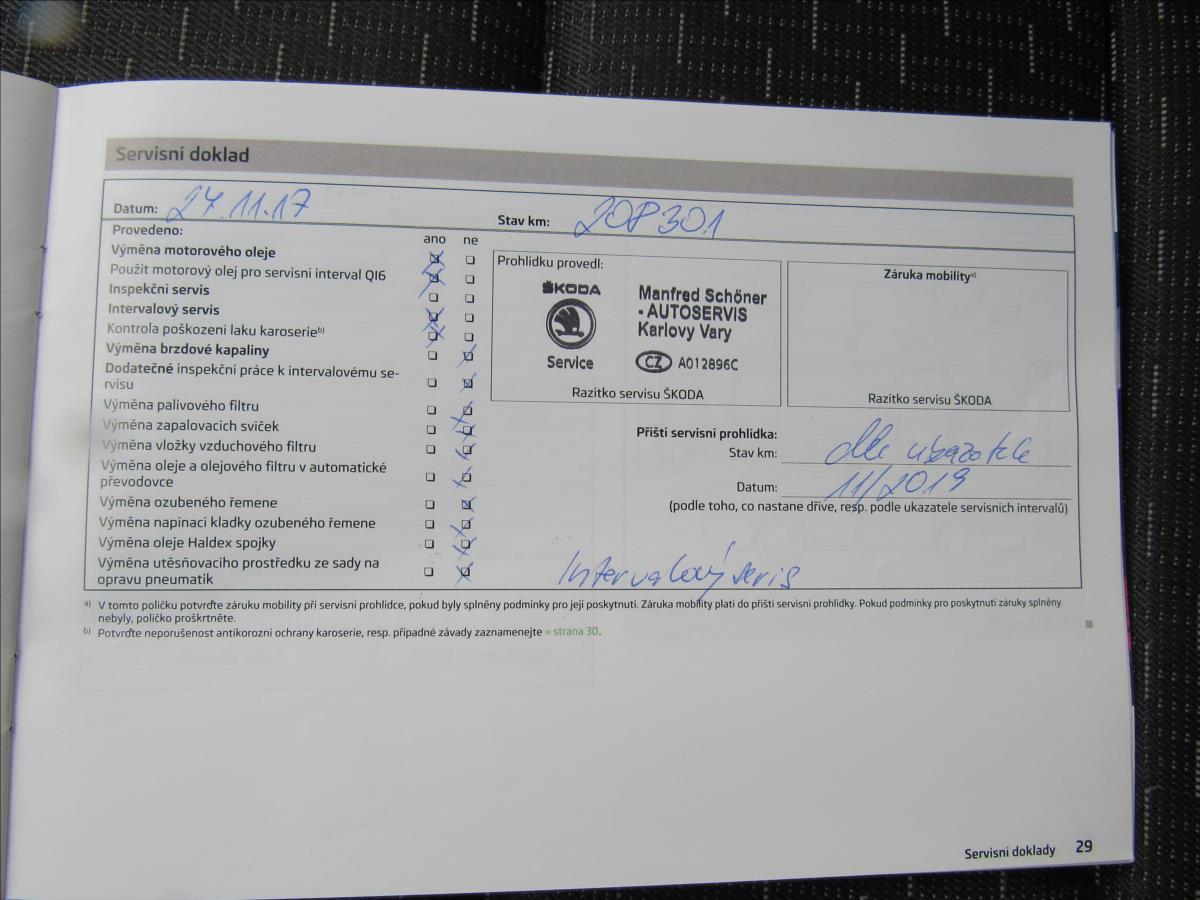 Servisní doklad
Datum: 27.11.17
Stav km: 208301
Provedeno:
ano ne
Výměna motorového oleje
Použit motorový olej pro servisní interval QI6
Inspekční servis
Intervalový servis
Kontrola poškození laku karoserie b)
Výměna brzdové kapaliny
Dodatečné inspekční práce k intervalovému se-
rvisu
Výměna palivového filtru
Výměna zapalovacích svíček
Výměna vložky vzduchového filtru
Výměna oleje a olejového filtru v automatické
převodovce
Výměna ozubeného řemene
Výměna napínací kladky ozubeného řemene
Výměna oleje Haldex spojky
Výměna utěsňovacího prostředku ze sady na
opravu pneumatik
Prohlídku provedl:
ŠKODA
Service
Manfred Schöner
- AUTOSERVIS
Karlovy Vary
CZ A012896C
Razítko servisu ŠKODA
Záruka mobility a)
Razítko servisu ŠKODA
Příští servisní prohlídka:
Stav km: dle ukazatele
Datum: 11/2019
(podle toho, co nastane dříve, resp. podle ukazatele servisních intervalů)
Intervalový servis
a) V tomto políčku potvrďte záruku mobility při servisní prohlídce, pokud byly splněny podmínky pro její poskytnutí. Záruka mobility platí do příští servisní prohlídky. Pokud podmínky pro poskytnutí záruky splněny
nebyly, políčko proškrtněte.
b) Potvrďte neporušenost antikorozní ochrany karoserie, resp. případné závady zaznamenejte » strana 30.
Servisní doklady 29